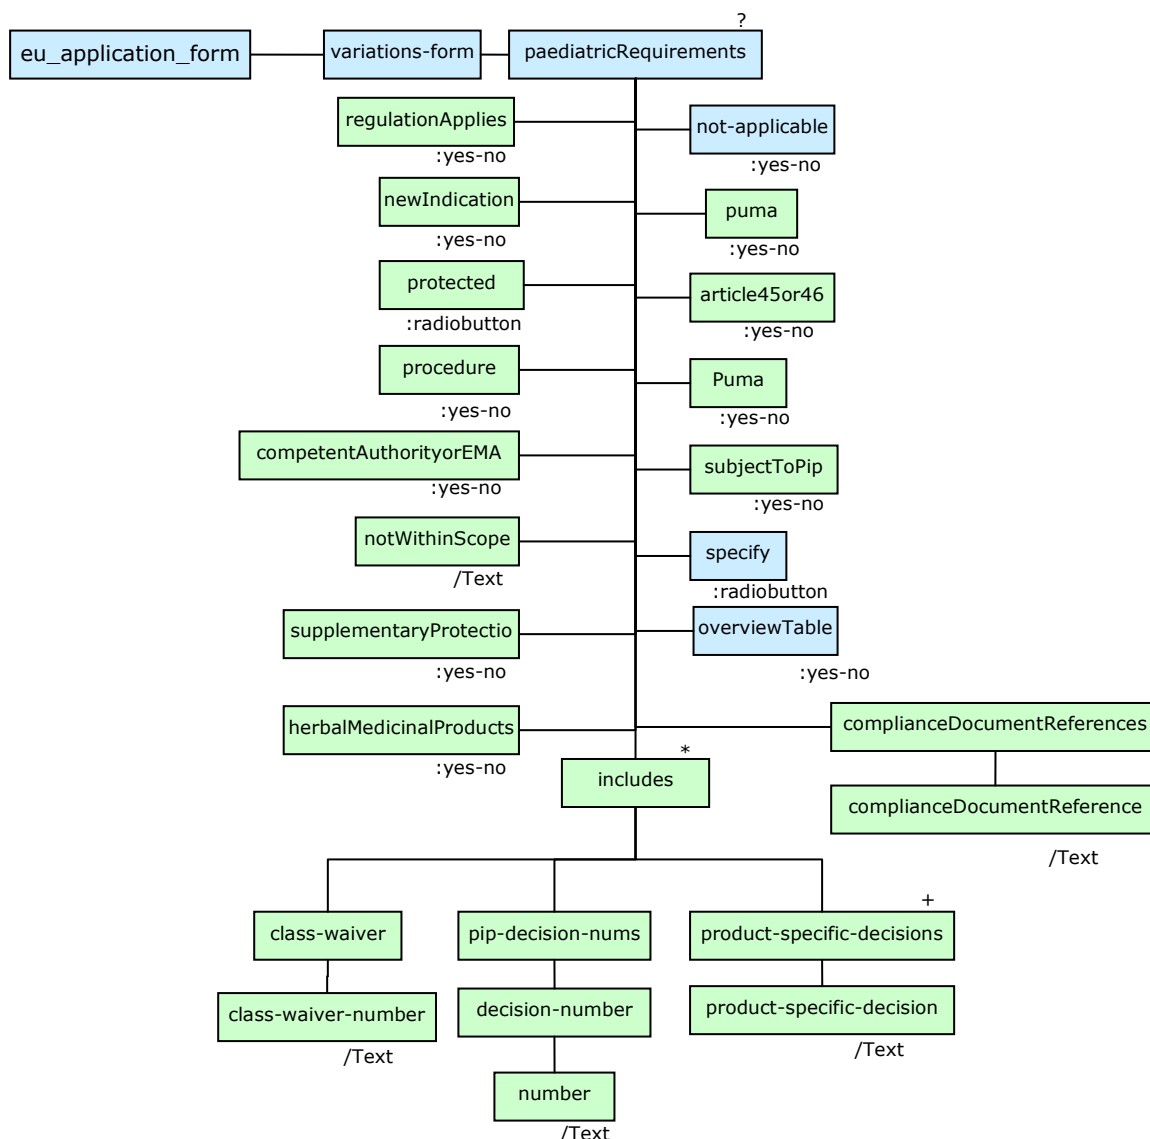 ?
eu_application_form
variations-form
paediatricRequirements
regulationApplies
:yes-no
not-applicable
:yes-no
newIndication
:yes-no
puma
:yes-no
protected
:radiobutton
article45or46
:yes-no
procedure
:yes-no
Puma
:yes-no
competentAuthorityorEMA
:yes-no
subjectToPip
:yes-no
notWithinScope
/Text
specify
:radiobutton
supplementaryProtectio
:yes-no
overviewTable
:yes-no
herbalMedicinalProducts
:yes-no
complianceDocumentReferences
*
includes
complianceDocumentReference
/Text
class-waiver
pip-decision-nums
+
product-specific-decisions
class-waiver-number
/Text
decision-number
product-specific-decision
/Text
number
/Text